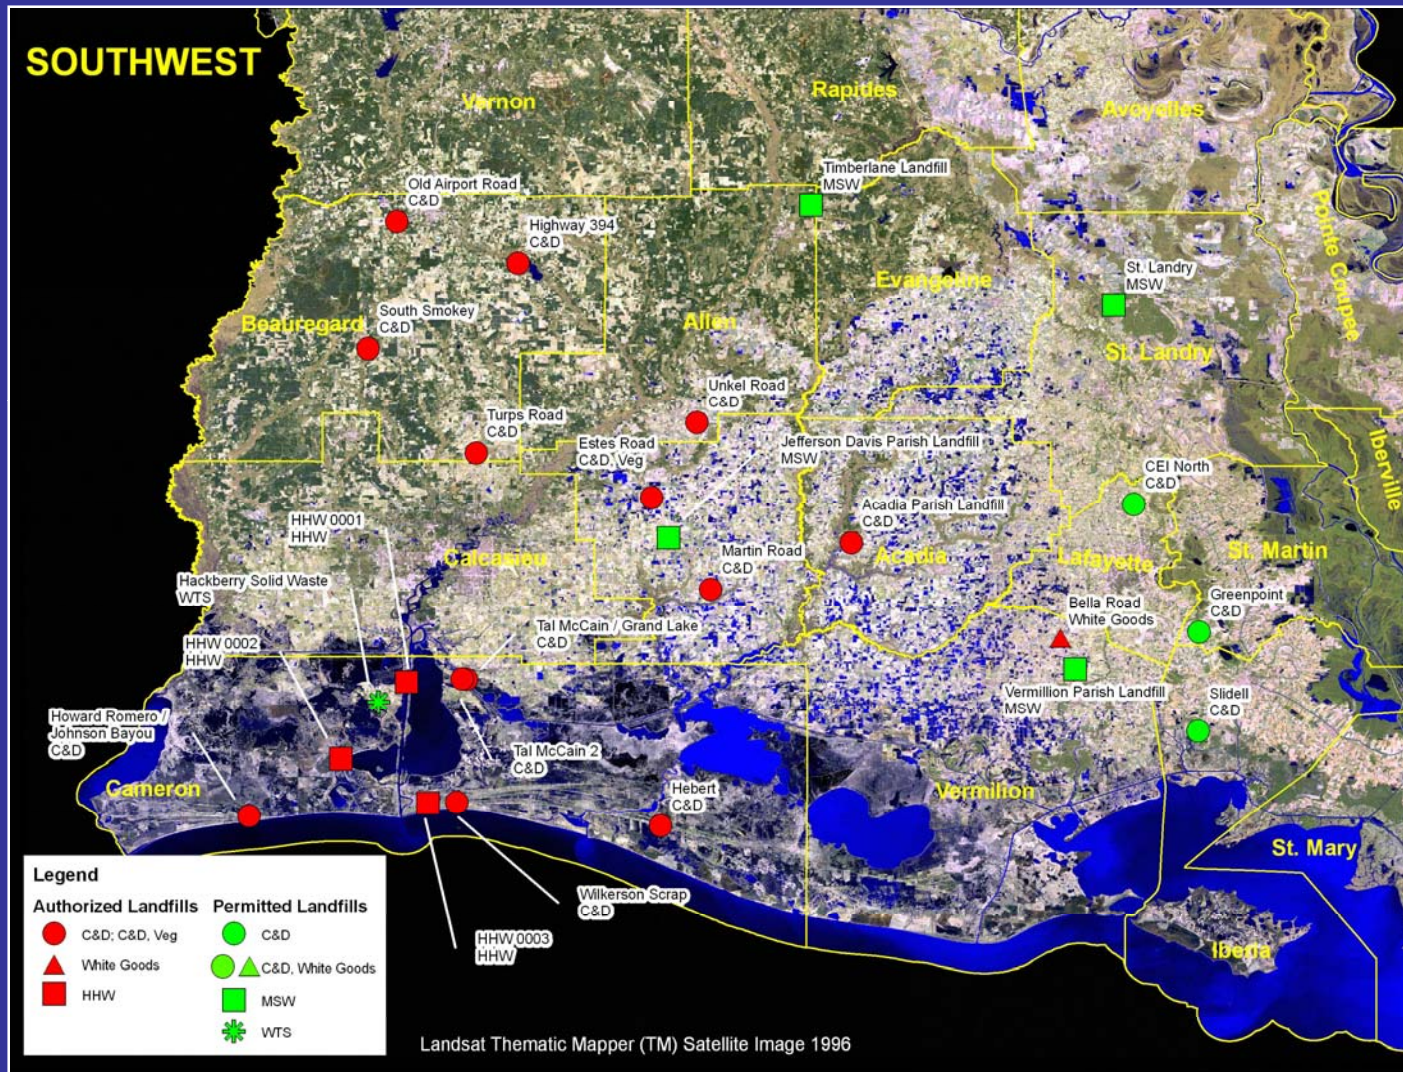 SOUTHWEST
Vernon
Rapides
Avoyelles
Timberlane Landfill
MSW
Old Airport Road
C&D
Highway 394
C&D
Pointe Coupee
Evangeline
St. Landry
MSW
South Smokey
C&D
Beauregard
Allen
St. Landry
Unkel Road
C&D
Turps Road
C&D
Estes Road
C&D, Veg
Jefferson Davis Parish Landfill
MSW
Iberville
CEI North
C&D
Acadia Parish Landfill
C&D
HHW 0001
HHW
Calcasieu
Martin Road
C&D
Acadia
Lafayette
St. Martin
Hackberry Solid Waste
WTS
Greenpoint
C&D
Bella Road
White Goods
Tal McCain / Grand Lake
C&D
HHW 0002
HHW
Vermillion Parish Landfill
MSW
Slidell
C&D
Howard Romero /
Johnson Bayou
C&D
Tal McCain 2
C&D
Cameron
Hebert
C&D
Vermilion
St. Mary
Wilkerson Scrap
C&D
HHW 0003
HHW
Iberia
Legend
Authorized Landfills
C&D; C&D, Veg
White Goods
HHW
Permitted Landfills
C&D
C&D, White Goods
MSW
WTS
Landsat Thematic Mapper (TM) Satellite Image 1996